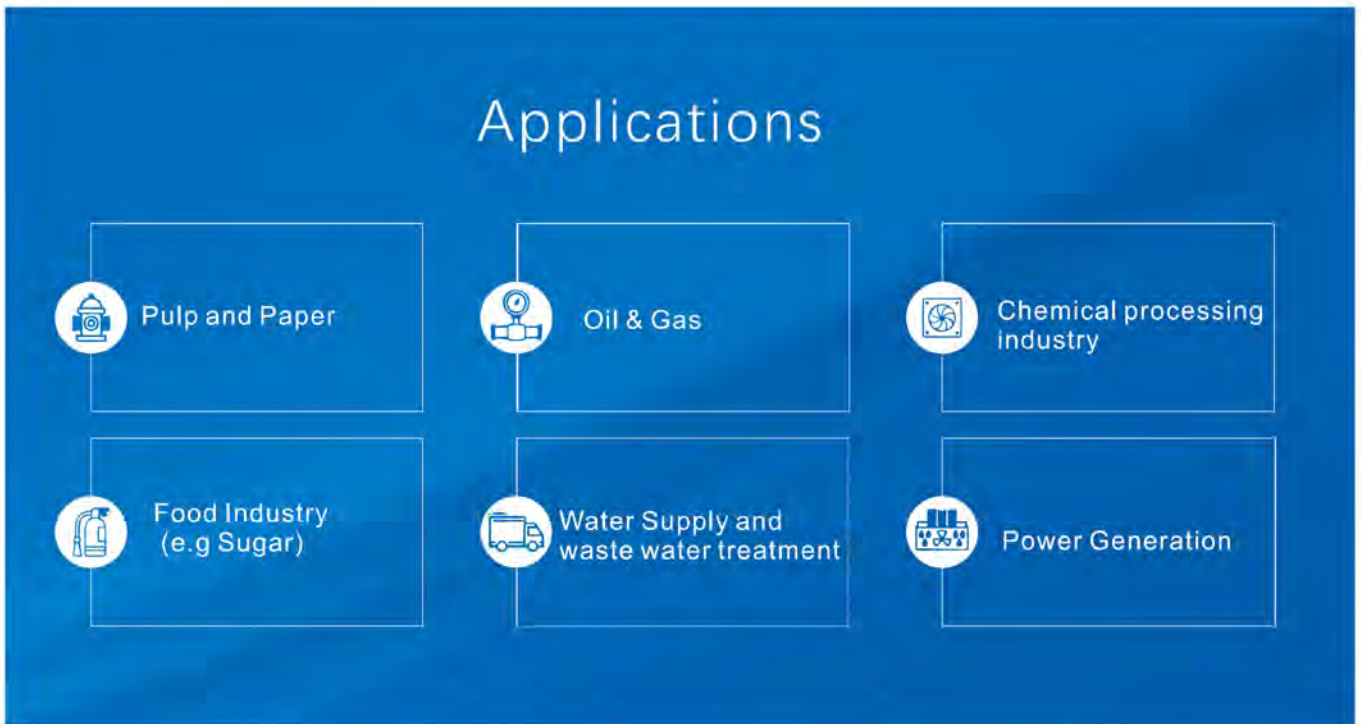 Applications
Pulp and Paper
Oil & Gas
Chemical processing
industry
Food Industry
(e.g Sugar)
Water Supply and
waste water treatment
Power Generation